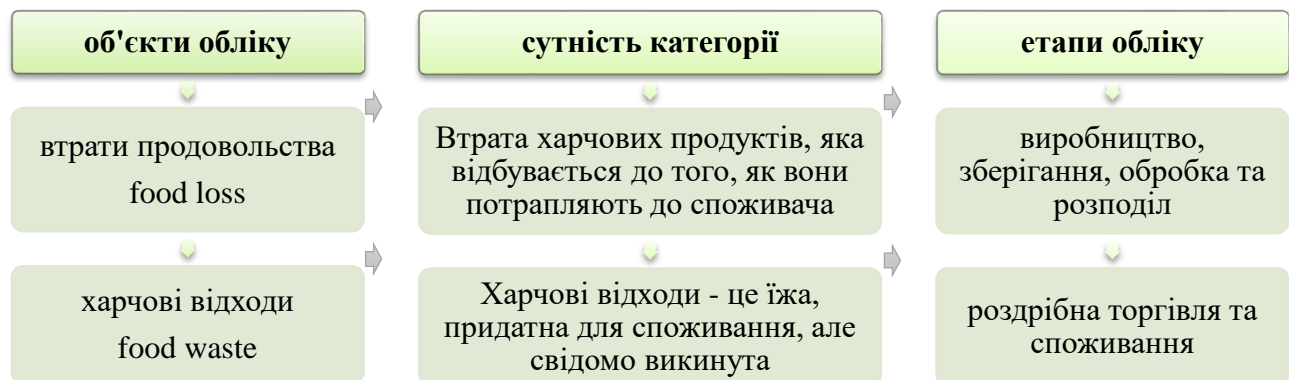 об'єкти обліку
сутність категорії
етапи обліку
втрати продовольства
food loss
Втрата харчових продуктів, яка
відбувається до того, як вони
потрапляють до споживача
виробництво,
зберігання, обробка та
розподіл
харчові відходи
food waste
Харчові відходи - це їжа,
придатна для споживання, але
свідомо викинута
роздрібна торгівля та
споживання